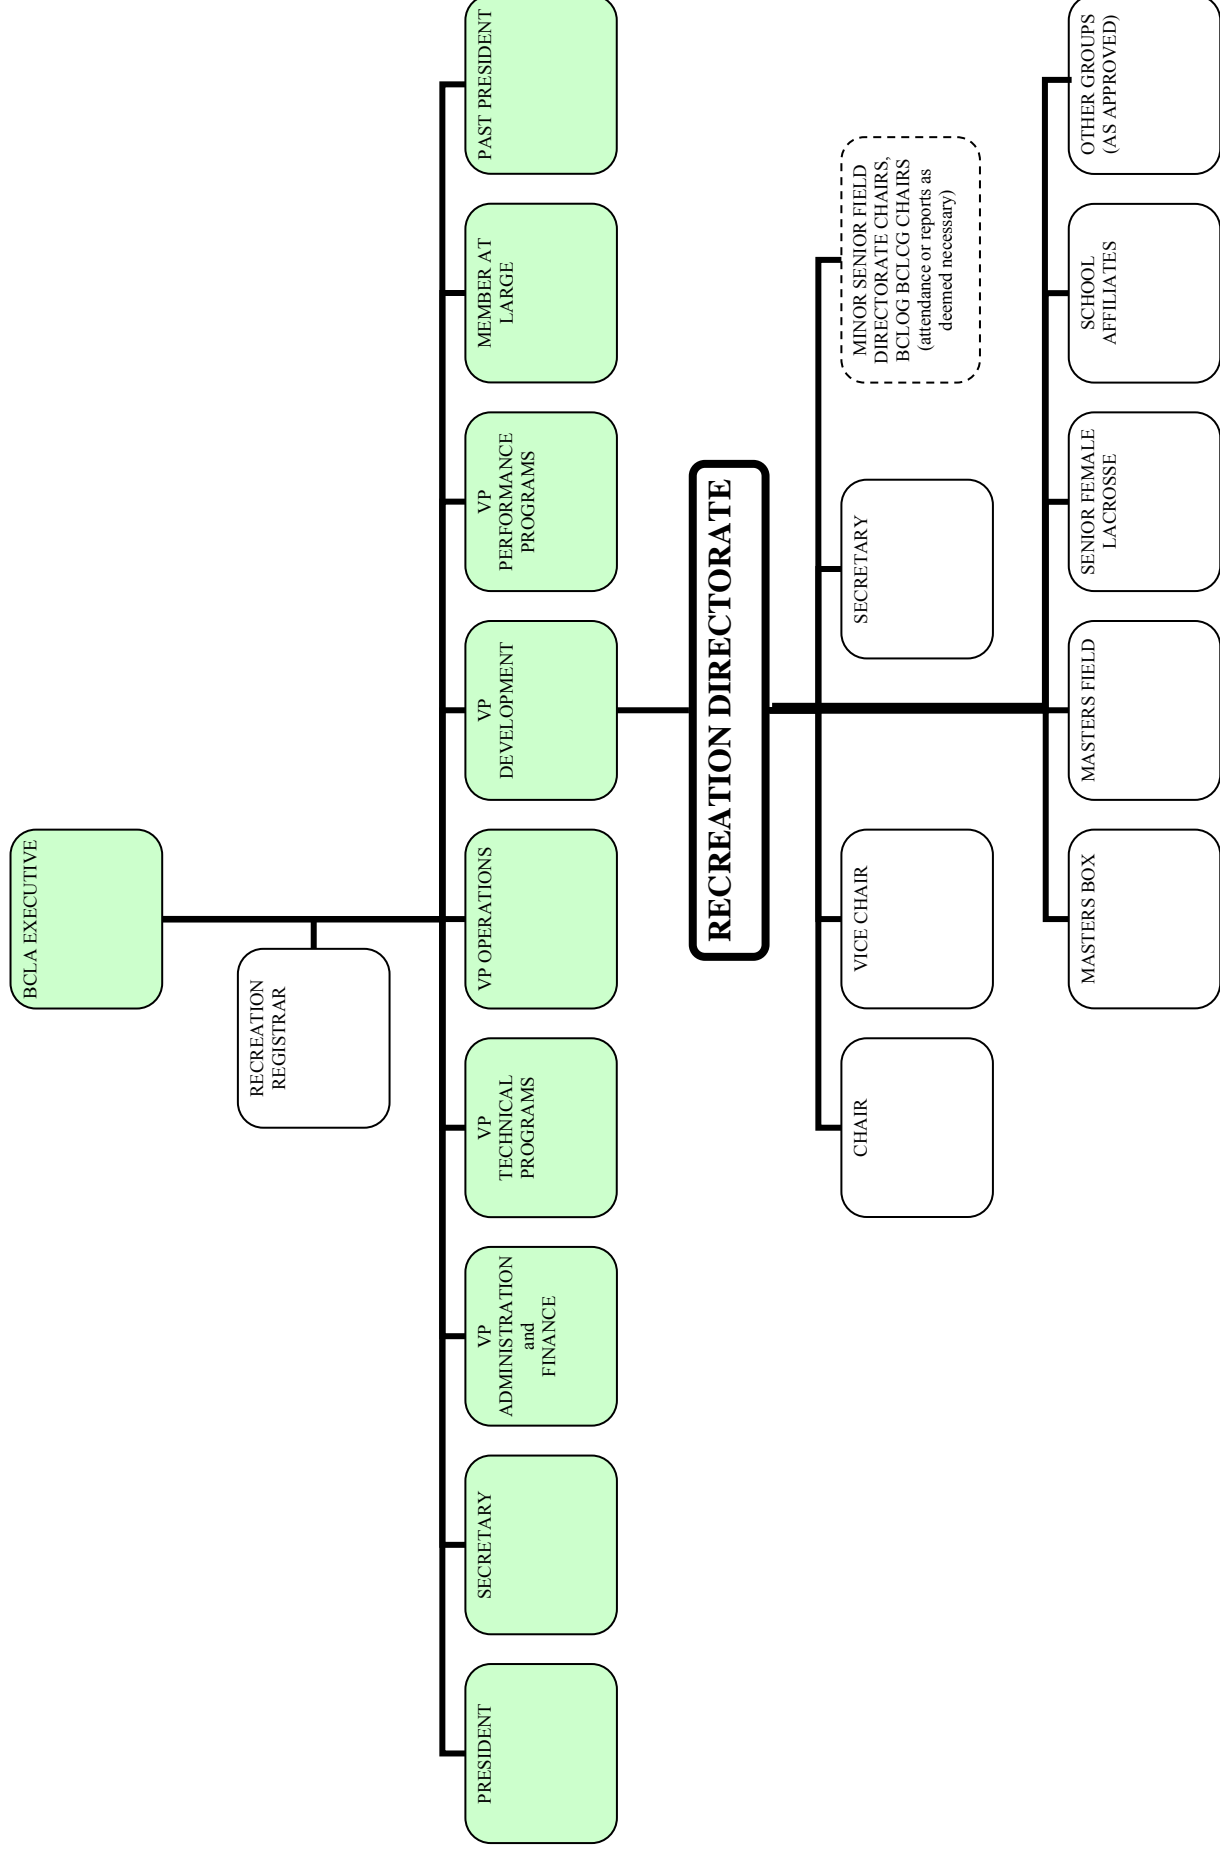 BCLA EXECUTIVE
RECREATION
REGISTRAR
PRESIDENT
SECRETARY
VP
ADMINISTRATION
and
FINANCE
VP
TECHNICAL
PROGRAMS
VP OPERATIONS
VP
DEVELOPMENT
VP
PERFORMANCE
PROGRAMS
MEMBER AT
LARGE
PAST PRESIDENT
RECREATION DIRECTORATE
CHAIR
VICE CHAIR
SECRETARY
MINOR SENIOR FIELD
DIRECTORATE CHAIRS,
BCLOG BCLCG CHAIRS
(attendance or reports as
deemed necessary)
MASTERS BOX
MASTERS FIELD
SENIOR FEMALE
LACROSSE
SCHOOL
AFFILIATES
OTHER GROUPS
(AS APPROVED)